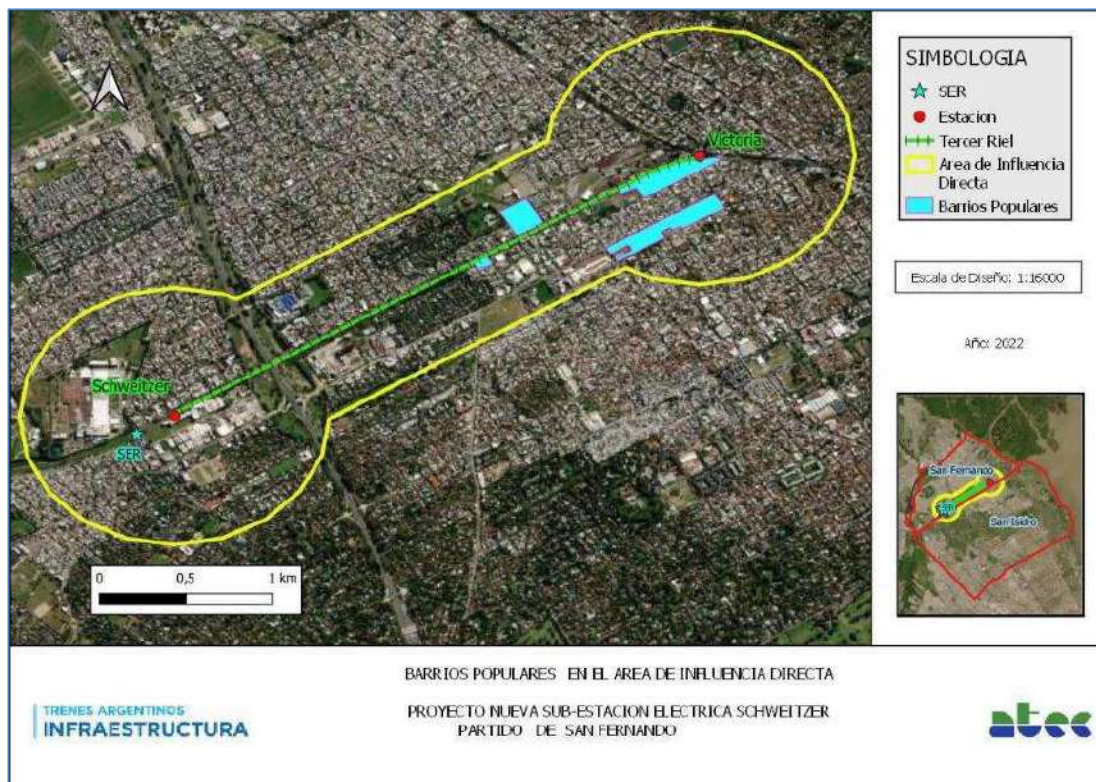 Victoria
Schweitzer
SER
0 0,5 1 km
SIMBOLOGIA
SER
Estacion
Tercer Riel
Area de Influencia
Directa
Barrios Populares
Escala de Diseño: 1:16000
Año: 2022
San Fernando
San Isidro
BARRIOS POPULARES EN EL AREA DE INFLUENCIA DIRECTA
PROYECTO NUEVA SUB-ESTACION ELECTRICA SCHWEITZER
PARTIDO DE SAN FERNANDO
TRENES ARGENTINOS
INFRAESTRUCTURA
atec